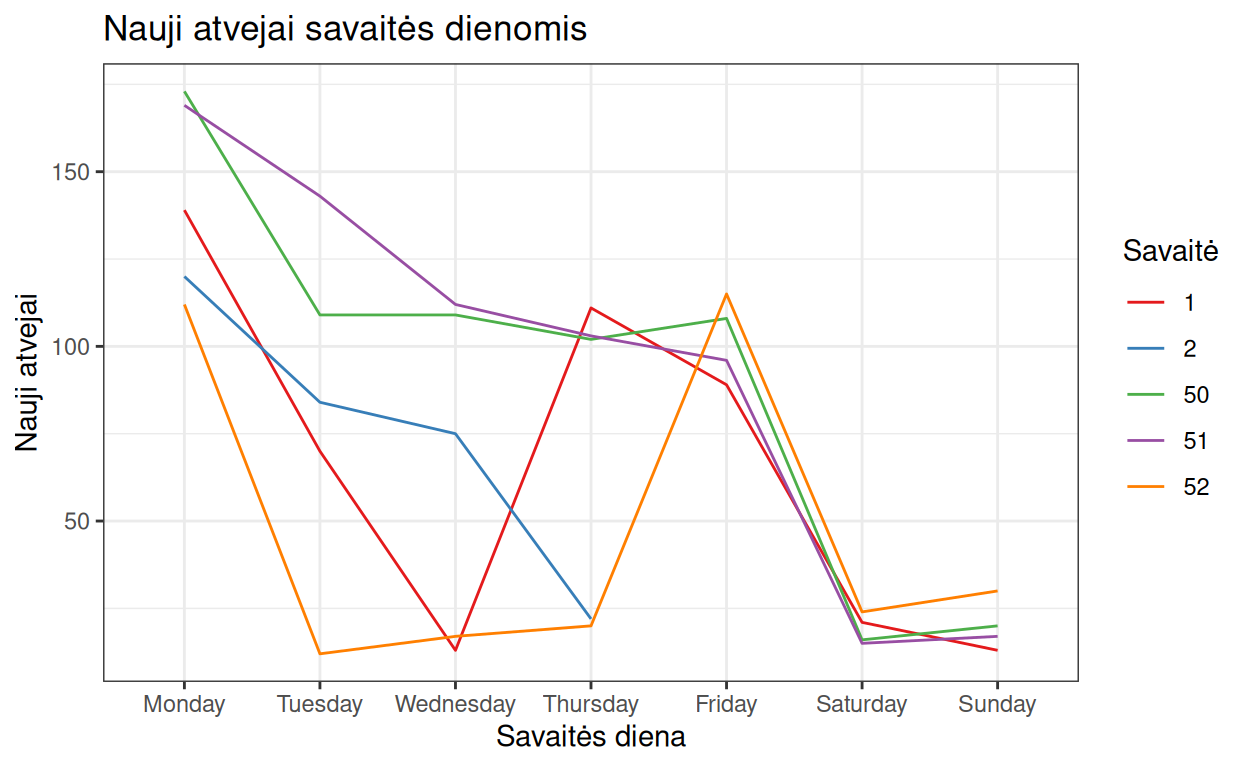 Nauji atvejai savaitės dienomis
Nauji atvejai
150
100
50
Monday Tuesday Wednesday Thursday Friday Saturday Sunday
Savaitės diena
Savaitė
1
2
50
51
52